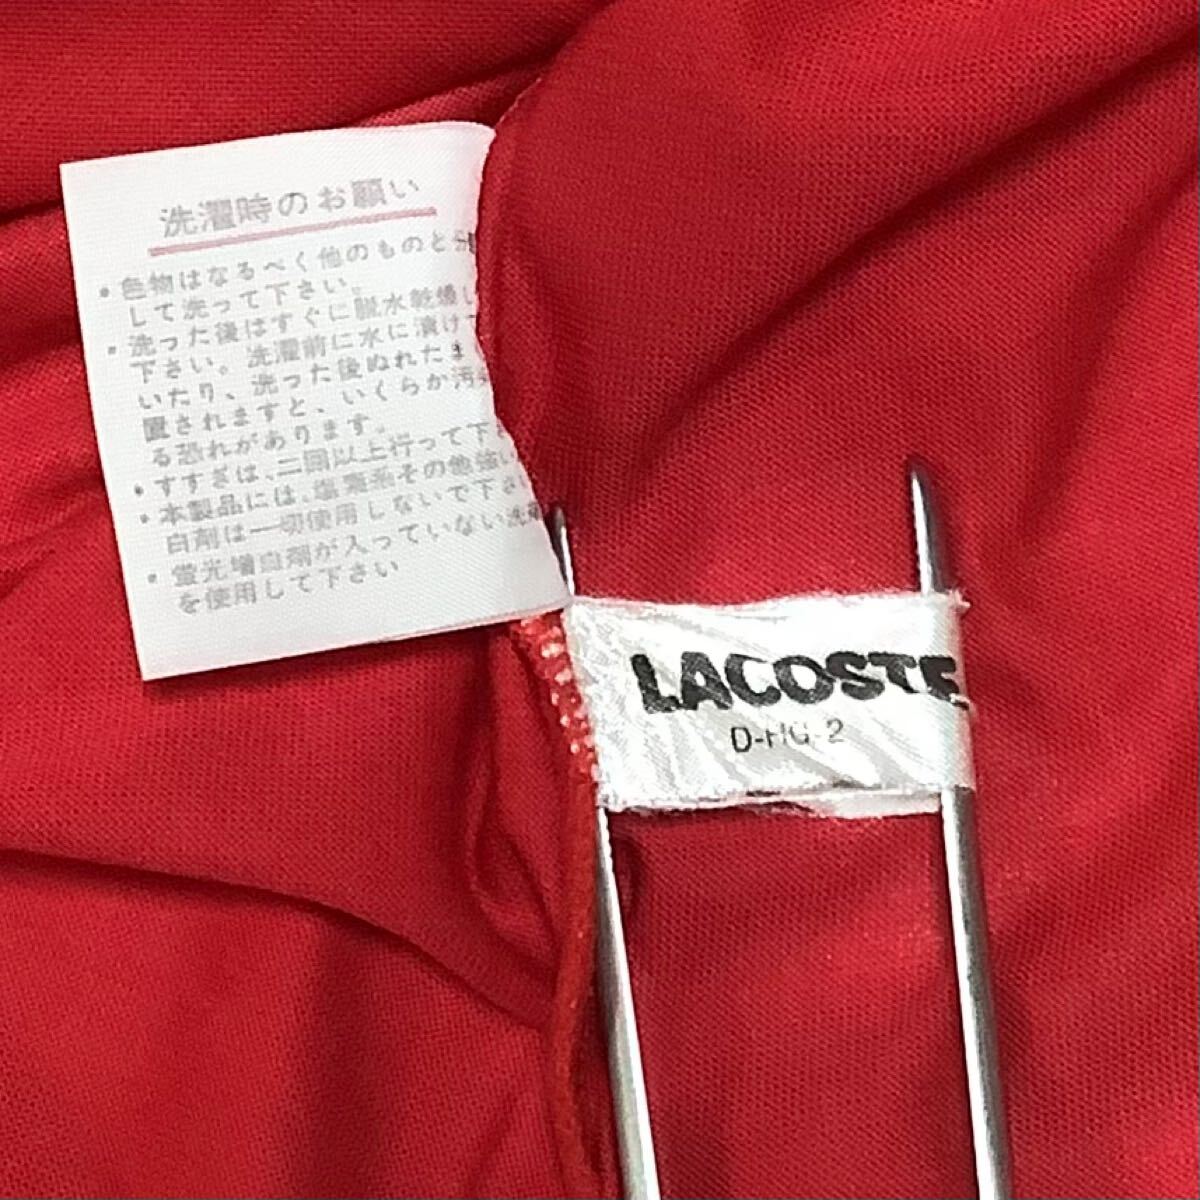 洗濯時のお願い
・色物はなるべく他のものと分
して洗って下さい。
・洗った後はすぐに脱水乾燥し
下さい。洗濯前に水に漬けて
いたり、洗った後ぬれたまま
置されますと、いくらか汚染
る恐れがあります。
・すすぎは、二回以上行って下さ
・本製品には、塩素系その他強い
白剤は一切使用しないで下さい
・蛍光増白剤が入っていない洗剤
を使用して下さい
LACOSTE
D-HG-2